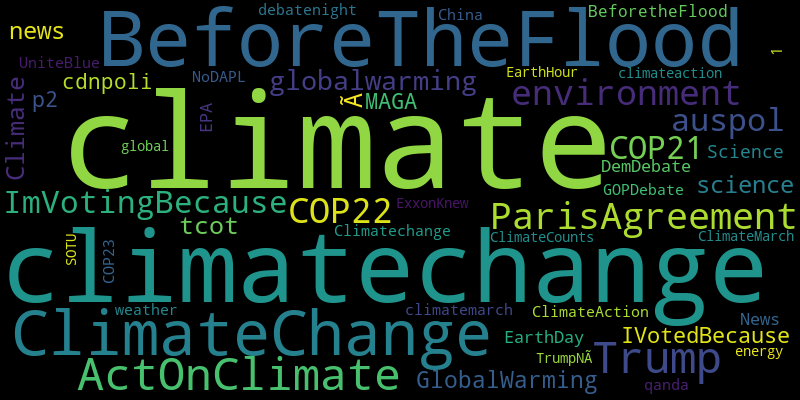 debatenight
China
BeforetheFlood
news
BeforeTheFlood
1
UniteBlue
NoDAPL
EarthHour
climateaction
cdnpoli
globalwarming
environment
p2
Ã
MAGA
Climate
EPA
climate
auspol
global
COP21
Science
DemDebate
science
GOPDebate
ImVotingBecause
COP22
ExxonKnew
ParisAgreement
tcot
Climatechange
ClimateCounts
ClimateMarch
SOTU
COP23
climatechange
weather
climatemarch
ClimateAction
News
ClimateChange
EarthDay
IVotedBecause
TrumpNÃ
Trump
energy
ActOnClimate
GlobalWarming
qanda